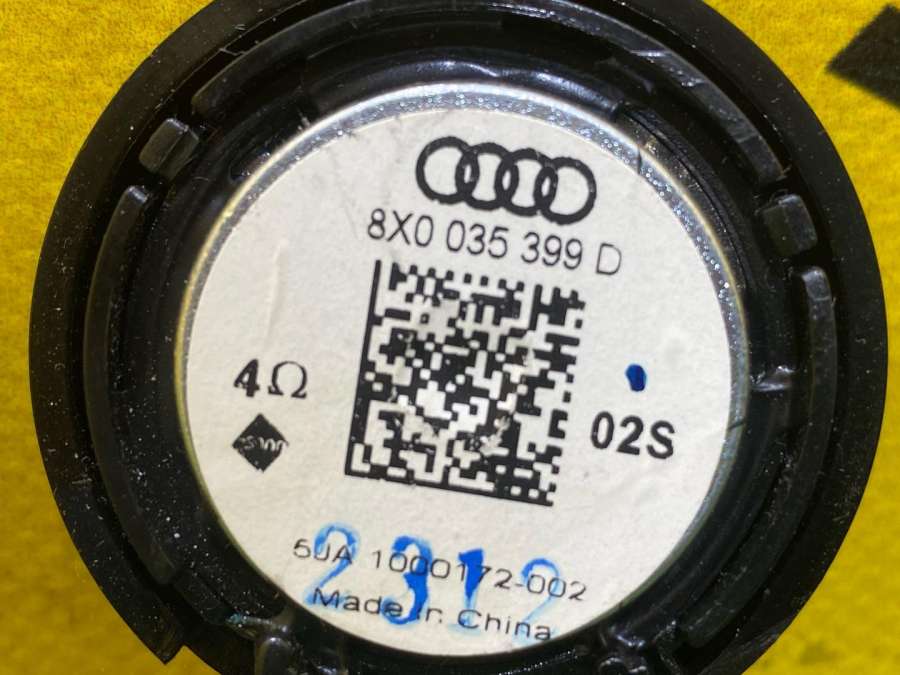 8X0 035 399 D
4Ω
02S
5UA 1000172-002
2312
Made in China